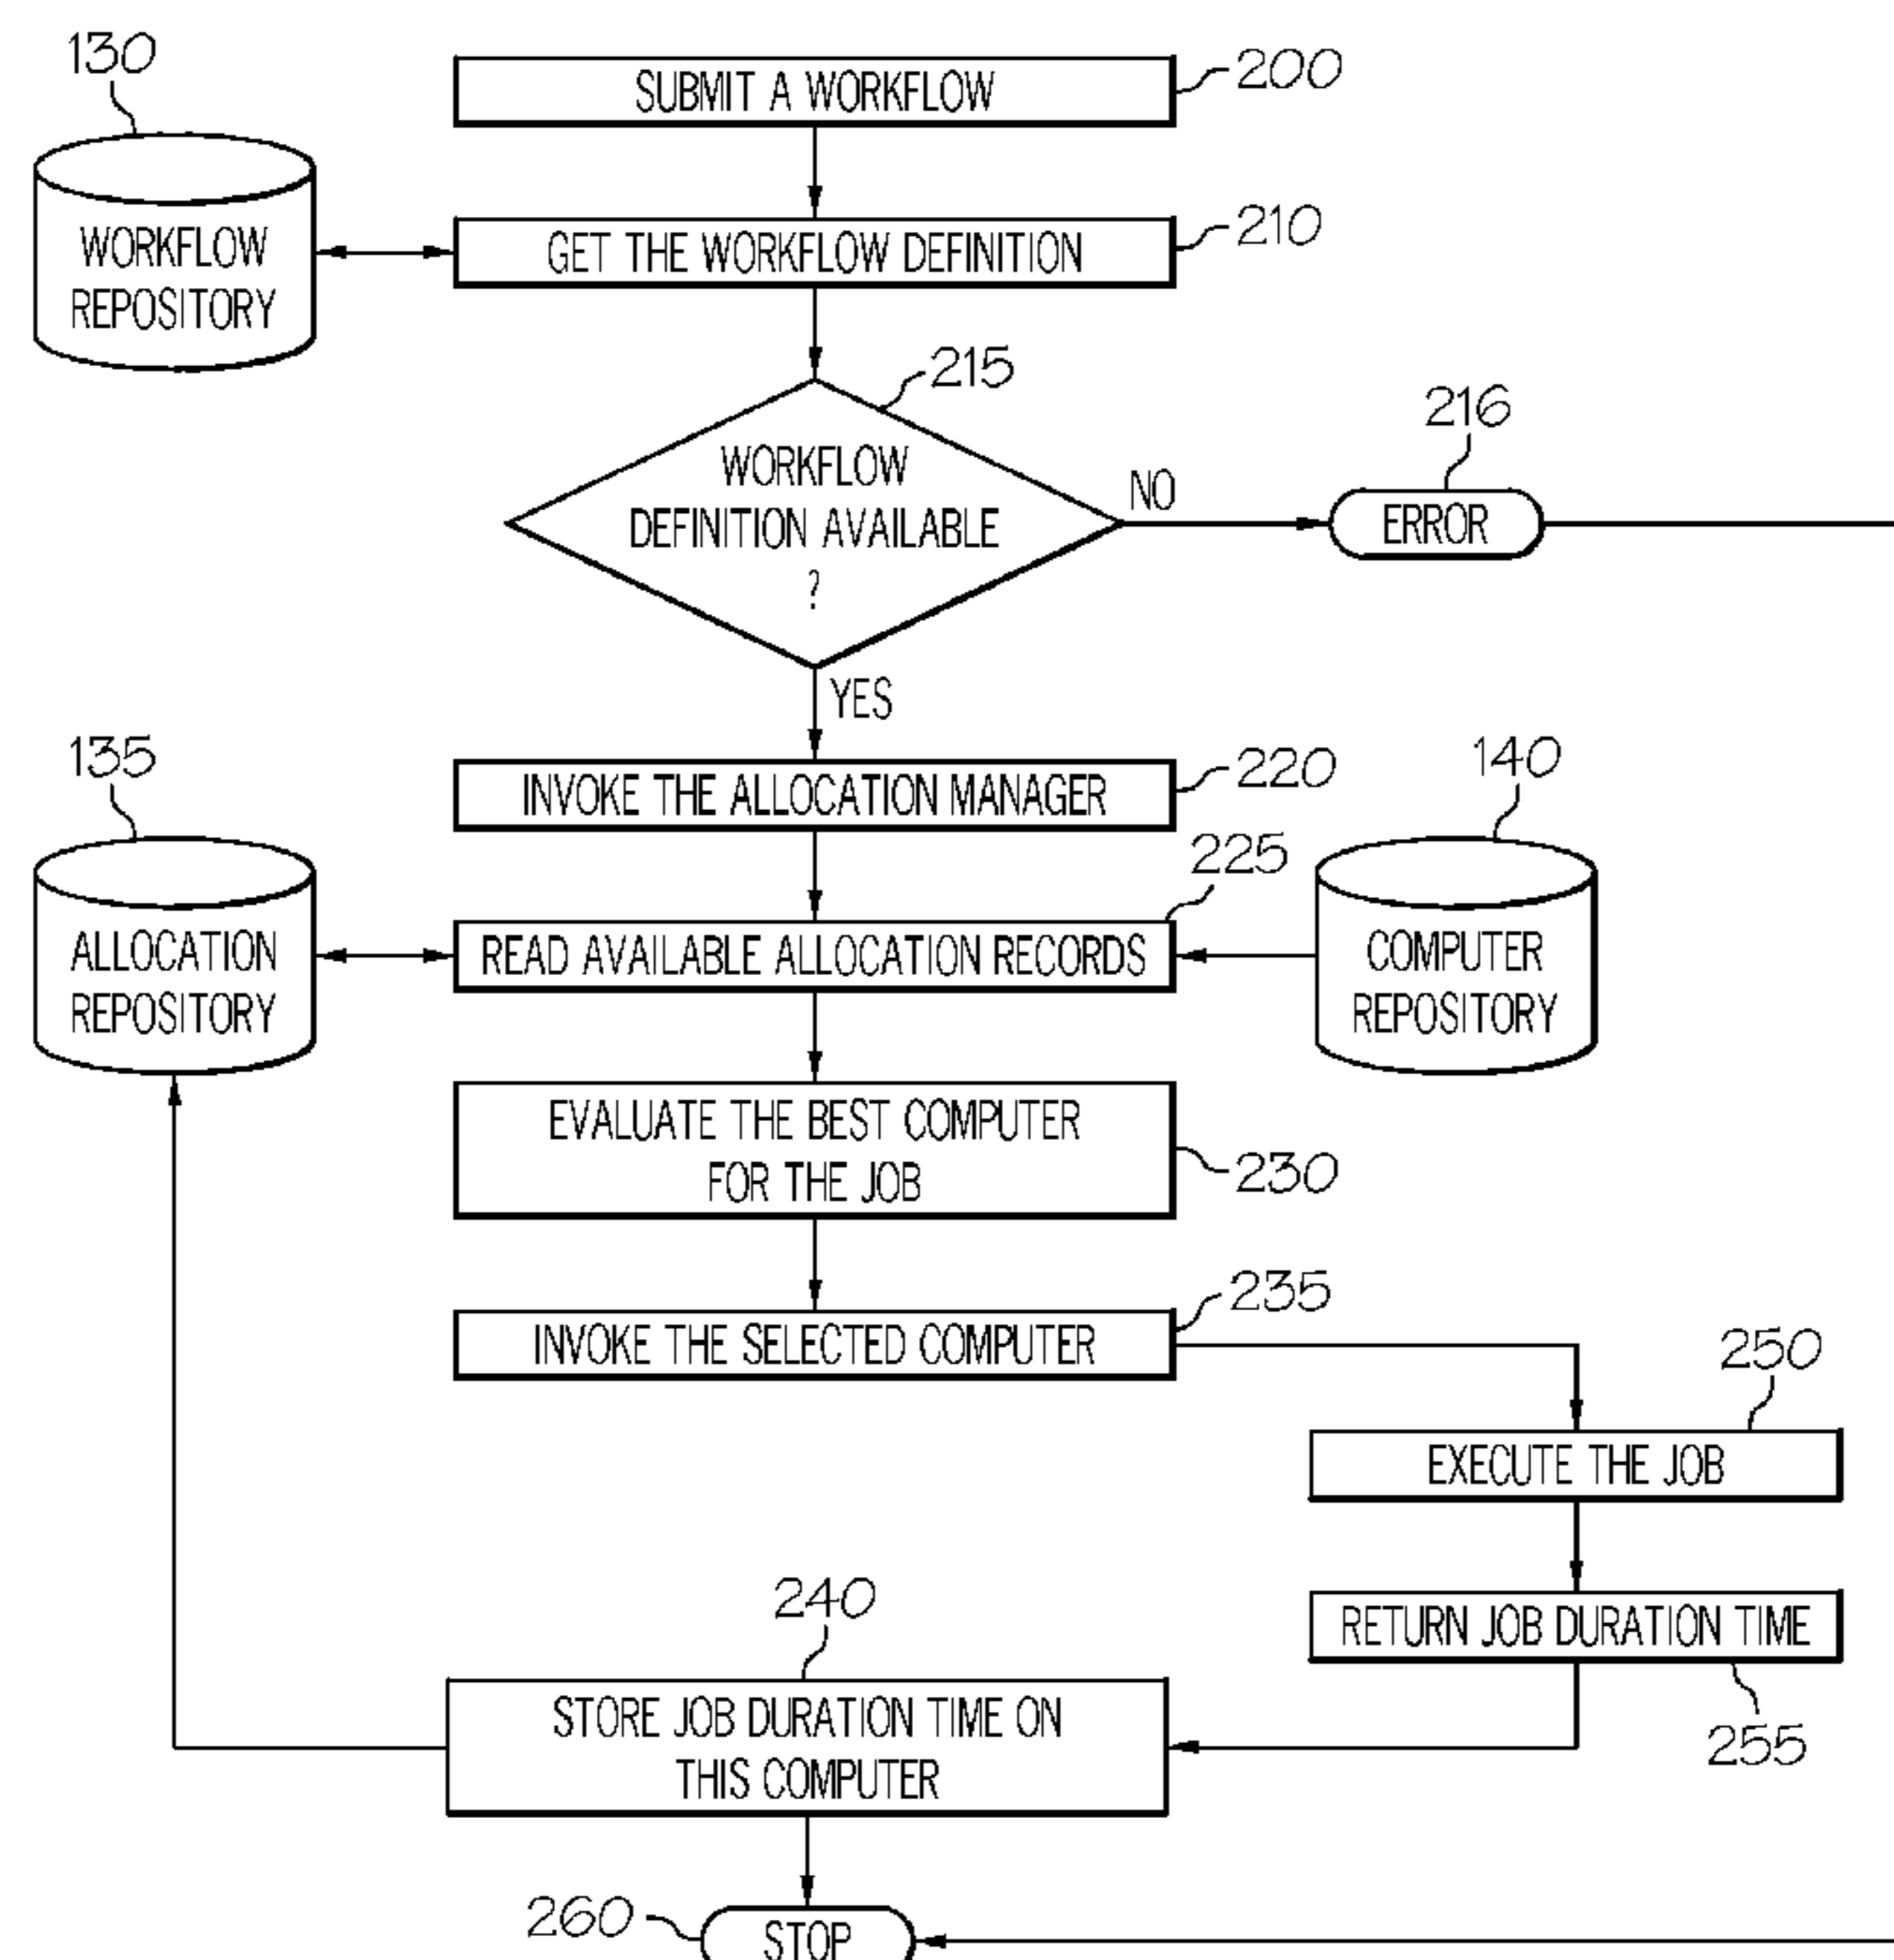 130
SUBMIT A WORKFLOW
200
WORKFLOW
REPOSITORY
GET THE WORKFLOW DEFINITION
210
215
WORKFLOW
DEFINITION AVAILABLE
?
NO
216
ERROR
YES
135
INVOKE THE ALLOCATION MANAGER
220
140
225
ALLOCATION
REPOSITORY
READ AVAILABLE ALLOCATION RECORDS
COMPUTER
REPOSITORY
EVALUATE THE BEST COMPUTER
FOR THE JOB
230
INVOKE THE SELECTED COMPUTER
235
250
EXECUTE THE JOB
240
RETURN JOB DURATION TIME
255
STORE JOB DURATION TIME ON
THIS COMPUTER
260
STOP